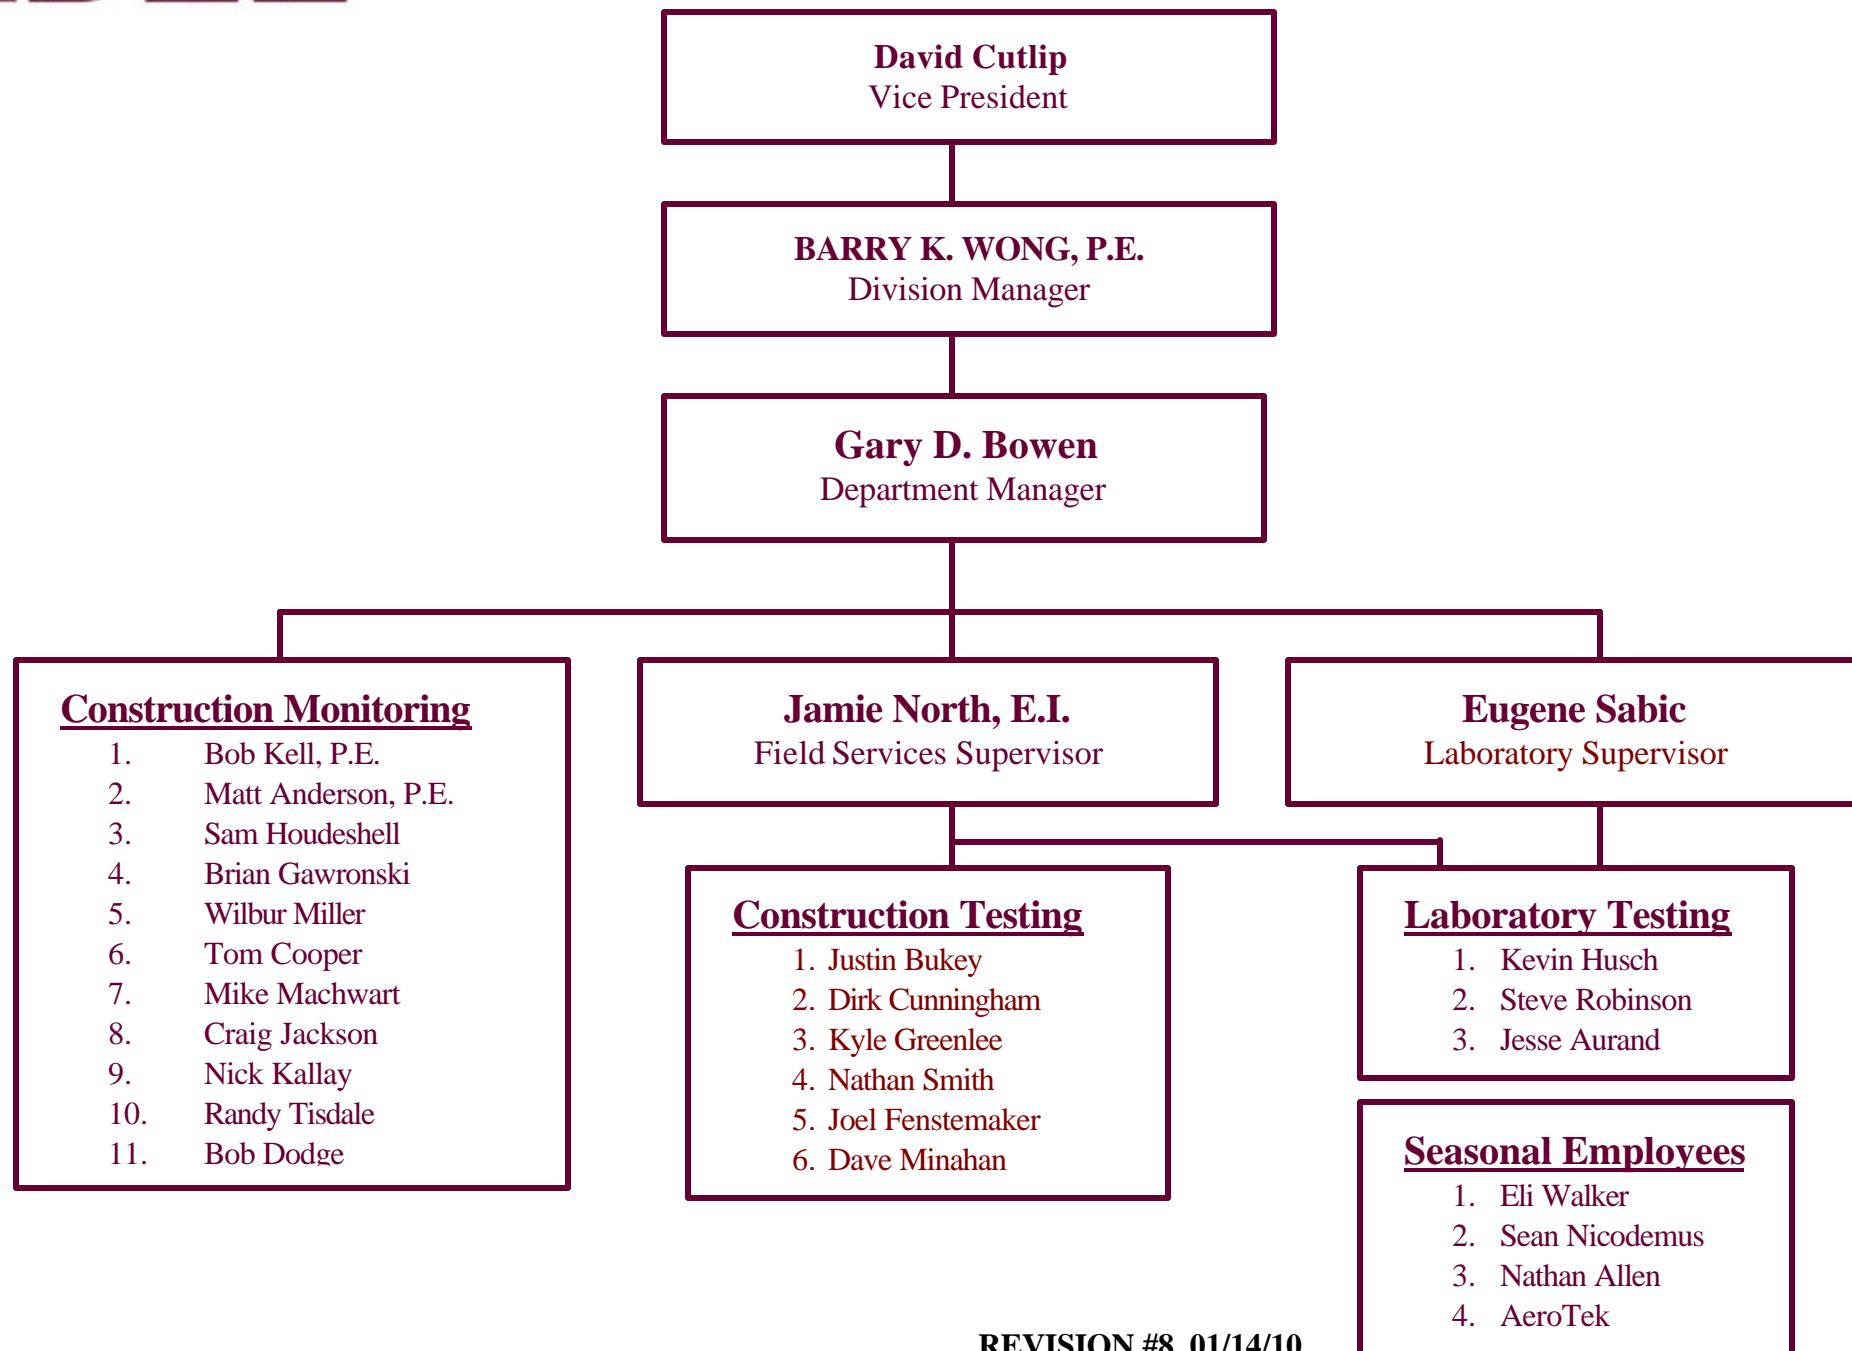 David Cutlip
Vice President
BARRY K. WONG, P.E.
Division Manager
Gary D. Bowen
Department Manager
Construction Monitoring
1. Bob Kell, P.E.
2. Matt Anderson, P.E.
3. Sam Houdeshell
4. Brian Gawronski
5. Wilbur Miller
6. Tom Cooper
7. Mike Machwart
8. Craig Jackson
9. Nick Kallay
10. Randy Tisdale
11. Bob Dodge
Jamie North, E.I.
Field Services Supervisor
Eugene Sabic
Laboratory Supervisor
Construction Testing
1. Justin Bukey
2. Dirk Cunningham
3. Kyle Greenlee
4. Nathan Smith
5. Joel Fenstemaker
6. Dave Minahan
Laboratory Testing
1. Kevin Husch
2. Steve Robinson
3. Jesse Aurand
Seasonal Employees
1. Eli Walker
2. Sean Nicodemus
3. Nathan Allen
4. AeroTek
REVISION #8 01/14/10